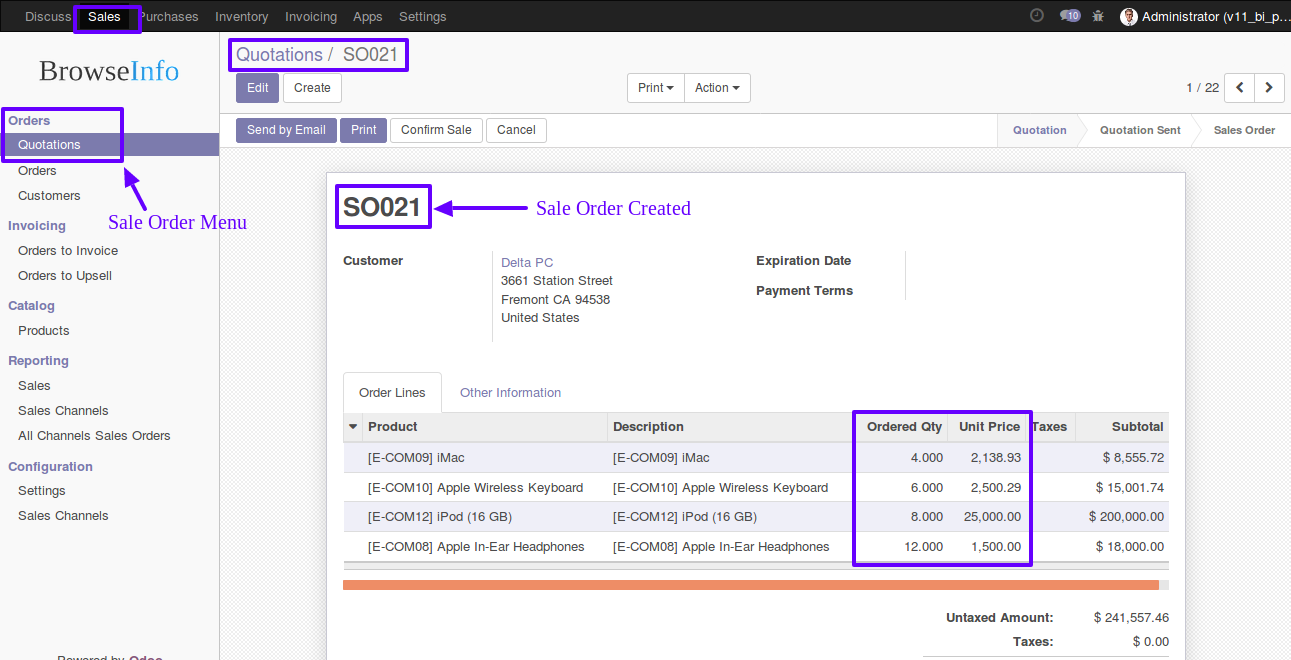 Discuss Sales Purchases Inventory Invoicing Apps Settings 10 Administrator (v11_bi_p...
BrowseInfo
Quotations / SO021
Edit Create Print Action 1 / 22
Send by Email Print Confirm Sale Cancel Quotation Quotation Sent Sales Order
Orders
Quotations
Orders
Customers
Sale Order Menu
Invoicing
Orders to Invoice
Orders to Upsell
Catalog
Products
Reporting
Sales
Sales Channels
All Channels Sales Orders
Configuration
Settings
Sales Channels
Powered by Odoo
SO021 Sale Order Created
Customer Delta PC
3661 Station Street
Fremont CA 94538
United States
Expiration Date
Payment Terms
Order Lines Other Information
Product Description Ordered Qty Unit Price Taxes Subtotal
[E-COM09] iMac [E-COM09] iMac 4.000 2,138.93 $ 8,555.72
[E-COM10] Apple Wireless Keyboard [E-COM10] Apple Wireless Keyboard 6.000 2,500.29 $ 15,001.74
[E-COM12] iPod (16 GB) [E-COM12] iPod (16 GB) 8.000 25,000.00 $ 200,000.00
[E-COM08] Apple In-Ear Headphones [E-COM08] Apple In-Ear Headphones 12.000 1,500.00 $ 18,000.00
Untaxed Amount: $ 241,557.46
Taxes: $ 0.00